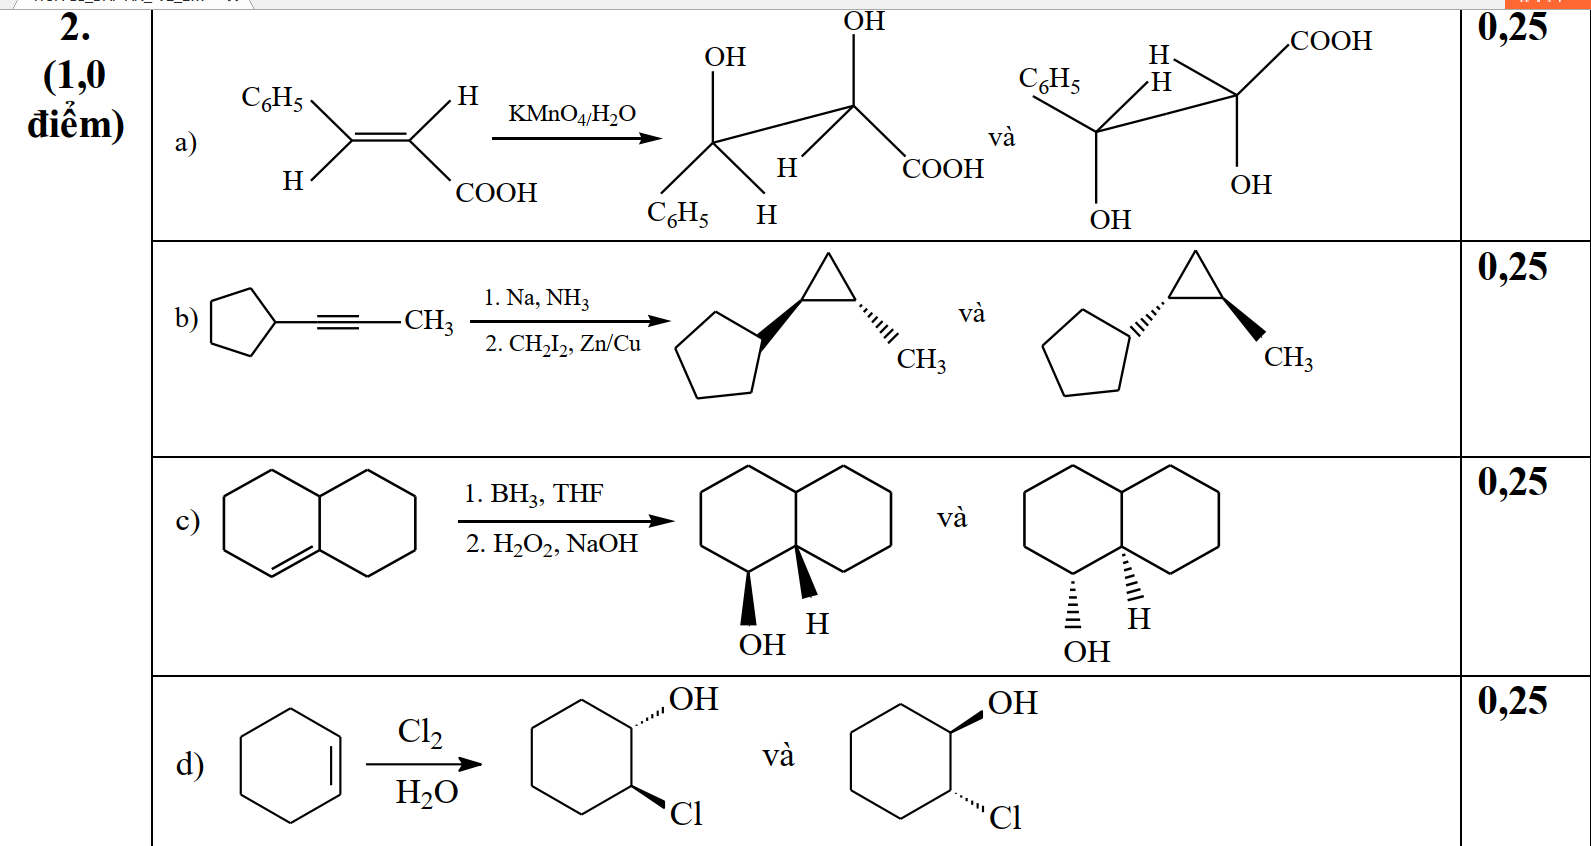 2.
(1,0
điểm)
0,25
a)
C₆H₅
H
H
COOH
KMnO₄/H₂O
OH
OH
H
COOH
C₆H₅
H
và
C₆H₅
H
H
COOH
OH
OH
0,25
b)
CH₃
1. Na, NH₃
2. CH₂I₂, Zn/Cu
CH₃
và
CH₃
0,25
c)
1. BH₃, THF
2. H₂O₂, NaOH
OH
H
và
OH
H
0,25
d)
Cl₂
H₂O
OH
Cl
và
OH
Cl